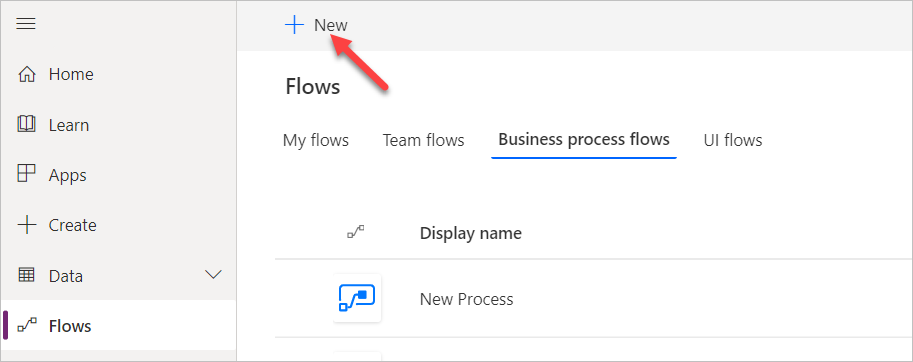 New
Home
Learn
Apps
Create
Data
Flows
Flows
My flows Team flows Business process flows UI flows
Display name
New Process